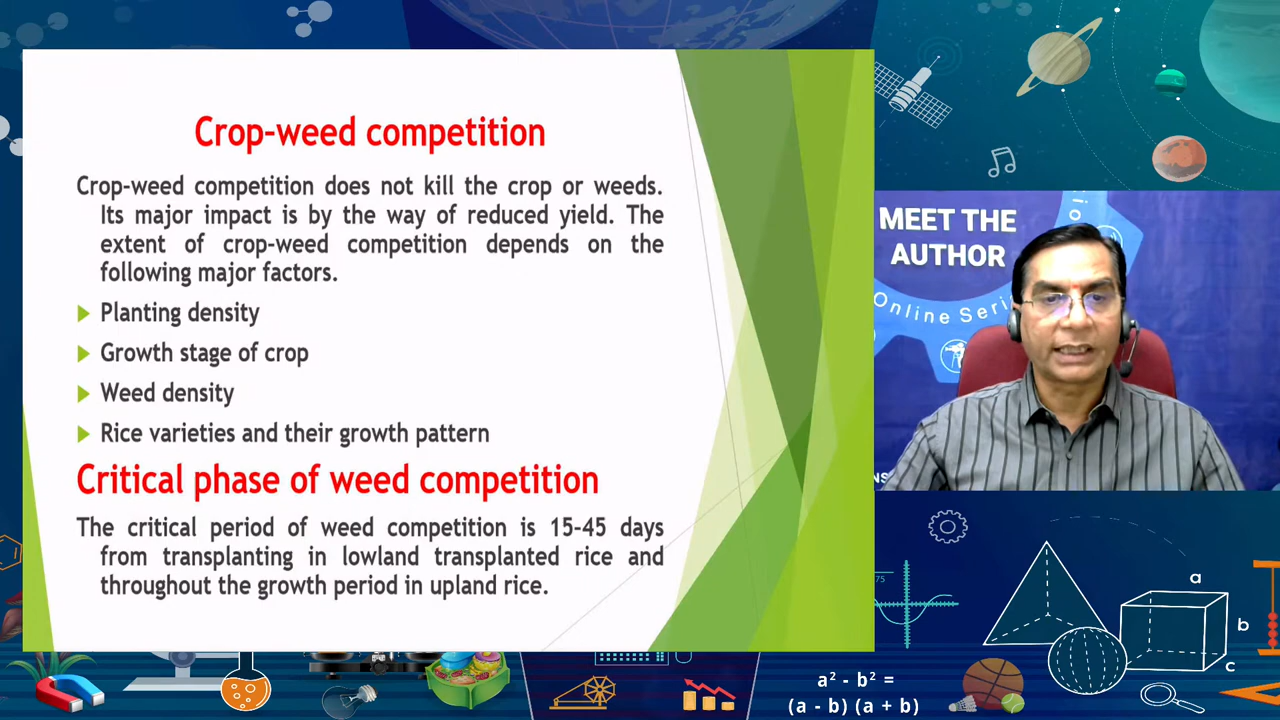 Crop-weed competition
Crop-weed competition does not kill the crop or weeds.
Its major impact is by the way of reduced yield. The
extent of crop-weed competition depends on the
following major factors.
Planting density
Growth stage of crop
Weed density
Rice varieties and their growth pattern
Critical phase of weed competition
The critical period of weed competition is 15-45 days
from transplanting in lowland transplanted rice and
throughout the growth period in upland rice.
MEET THE
AUTHOR
Online Seri
75
a
b
c
a² - b² =
(a - b) (a + b)